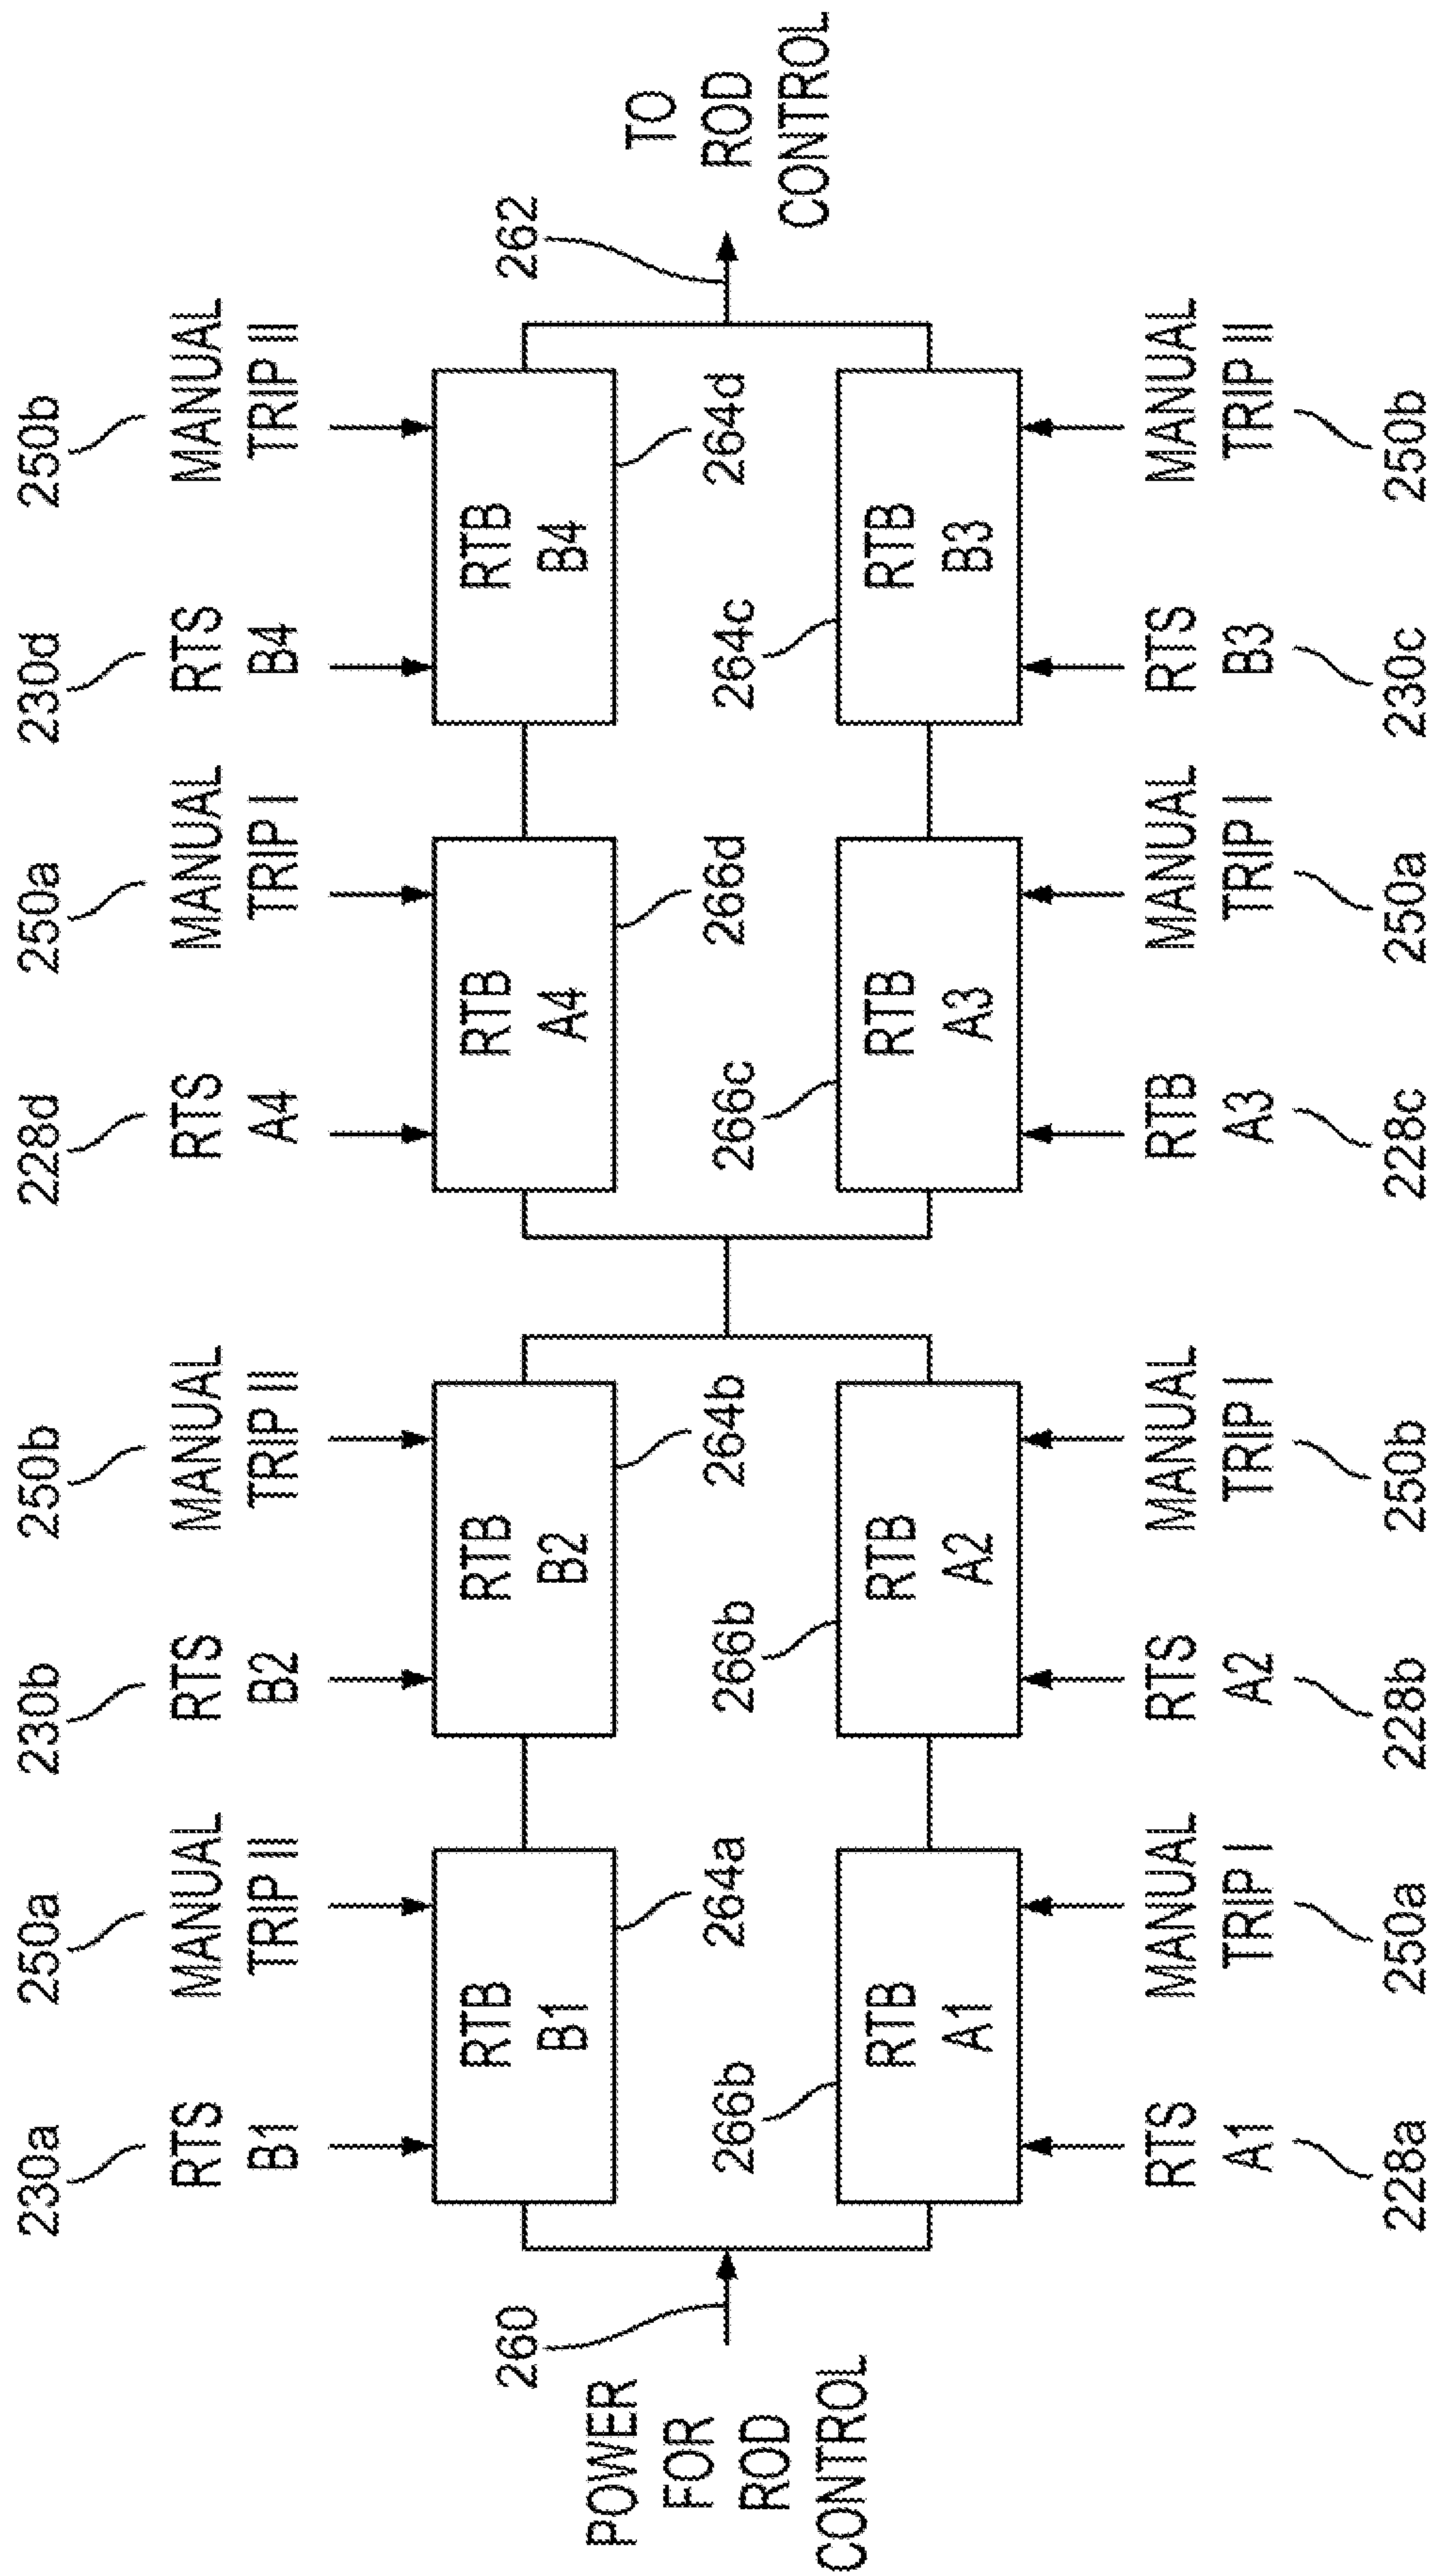 230a
250a
230b
250b
228d
250a
230d
250b
RTS
B1
MANUAL
TRIP II
RTS
B2
MANUAL
TRIP II
RTS
A4
MANUAL
TRIP I
RTS
B4
MANUAL
TRIP II
RTB
B1
RTB
B2
RTB
A4
RTB
B4
260
262
POWER
FOR
ROD
CONTROL
TO
ROD
CONTROL
266b
264a
266b
264b
266c
266d
264c
264d
RTB
A1
RTB
A2
RTB
A3
RTB
B3
RTS
A1
MANUAL
TRIP I
RTS
A2
MANUAL
TRIP I
RTB
A3
MANUAL
TRIP I
RTS
B3
MANUAL
TRIP II
228a
250a
228b
250b
228c
250a
230c
250b